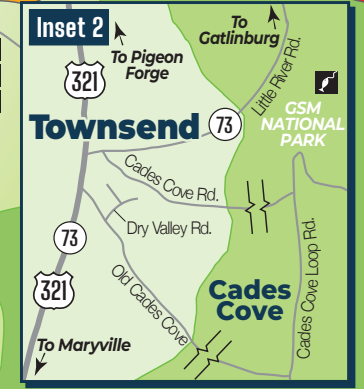 Inset 2
To
Gatlinburg
To Pigeon
Forge
321
Little River Rd.
Townsend
73
GSM
NATIONAL
PARK
Cades Cove Rd.
Dry Valley Rd.
73
Old Cades Cove
321
Cades
Cove
Cades Cove Loop Rd.
To Maryville